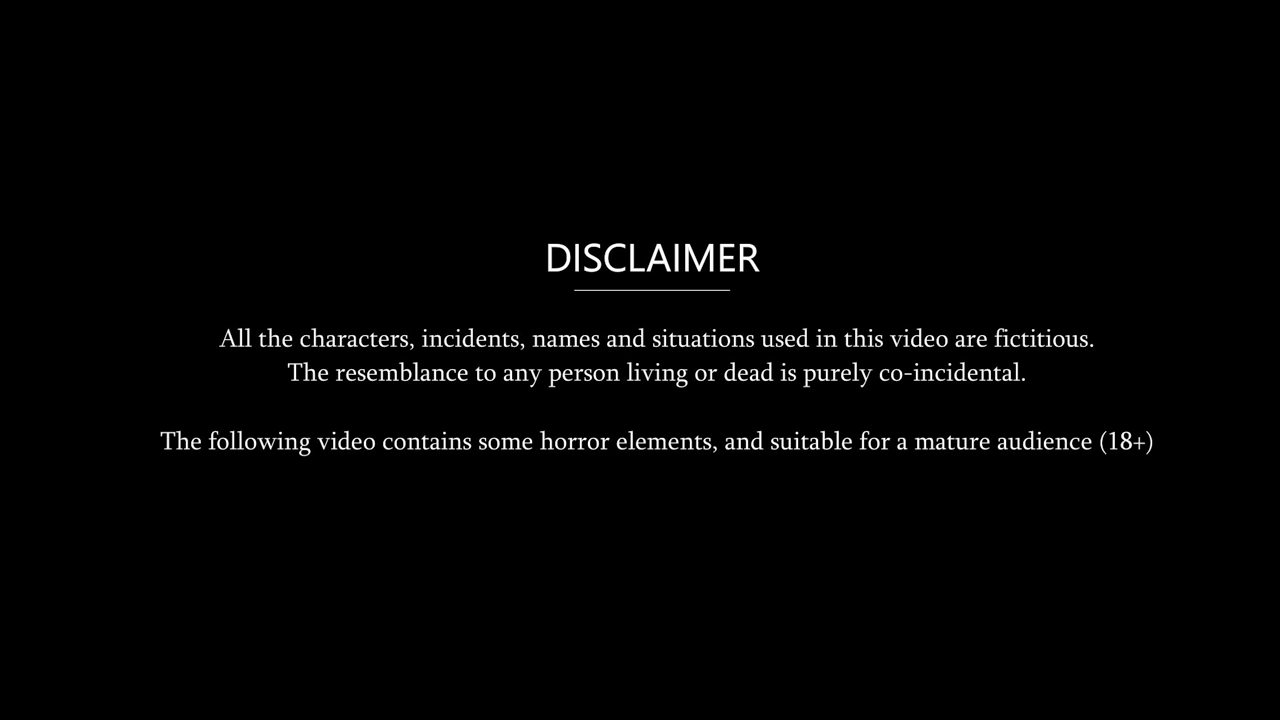 DISCLAIMER
All the characters, incidents, names and situations used in this video are fictitious.
The resemblance to any person living or dead is purely co-incidental.
The following video contains some horror elements, and suitable for a mature audience (18+)